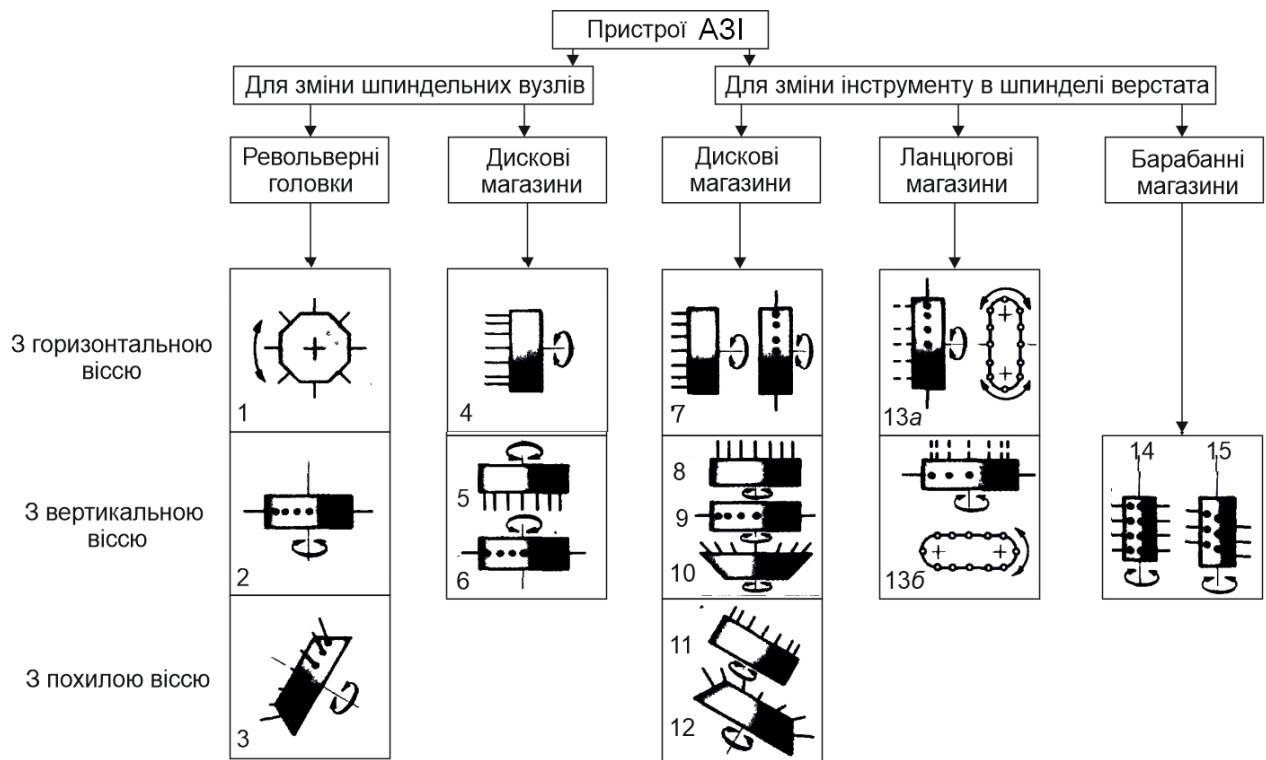 Пристрої АЗІ
Для зміни шпиндельних вузлів
Для зміни інструменту в шпинделі верстата
Револьверні
головки
Дискові
магазини
Дискові
магазини
Ланцюгові
магазини
Барабанні
магазини
З горизонтальною
віссю
1
4
7
13а
З вертикальною
віссю
2
5
6
8
9
10
13б
14
15
З похилою віссю
3
11
12